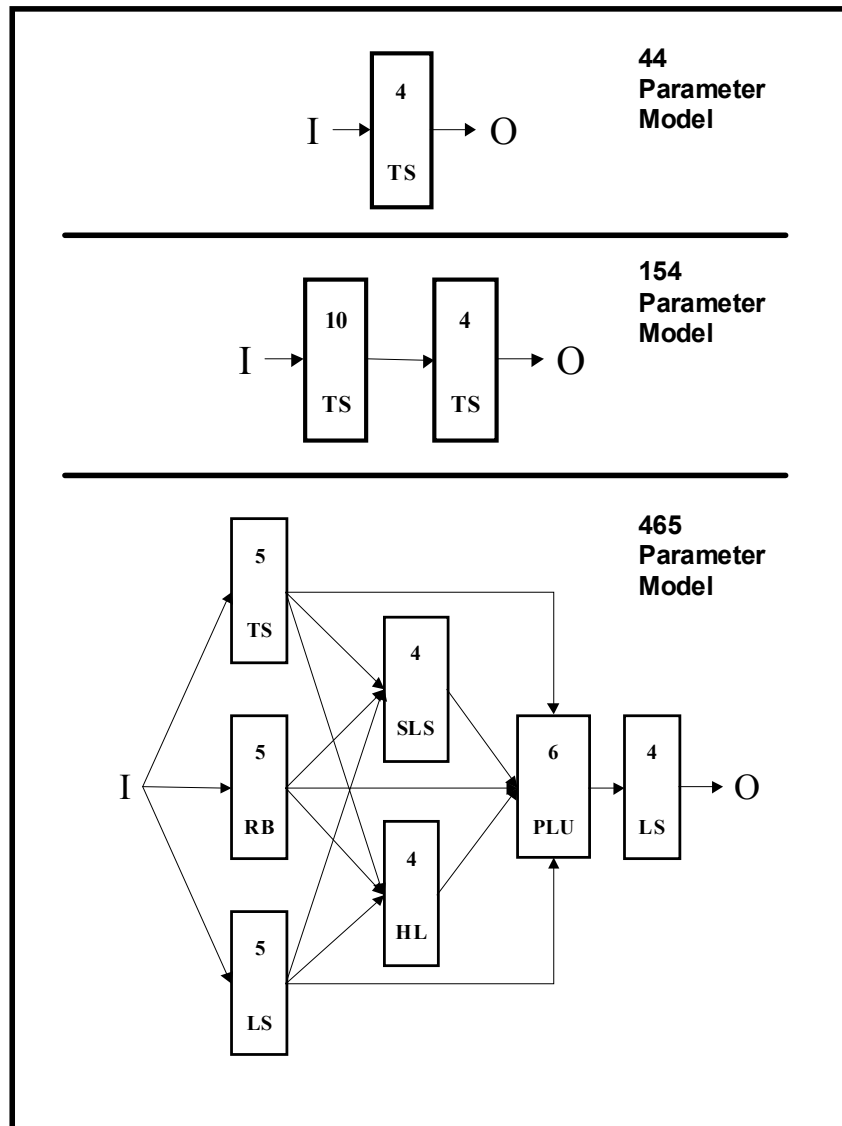 44
Parameter
Model
4
I
O
TS
154
Parameter
Model
10
4
I
O
TS
TS
465
Parameter
Model
5
TS
4
SLS
5
RB
I
6
PLU
4
LS
O
4
HL
5
LS